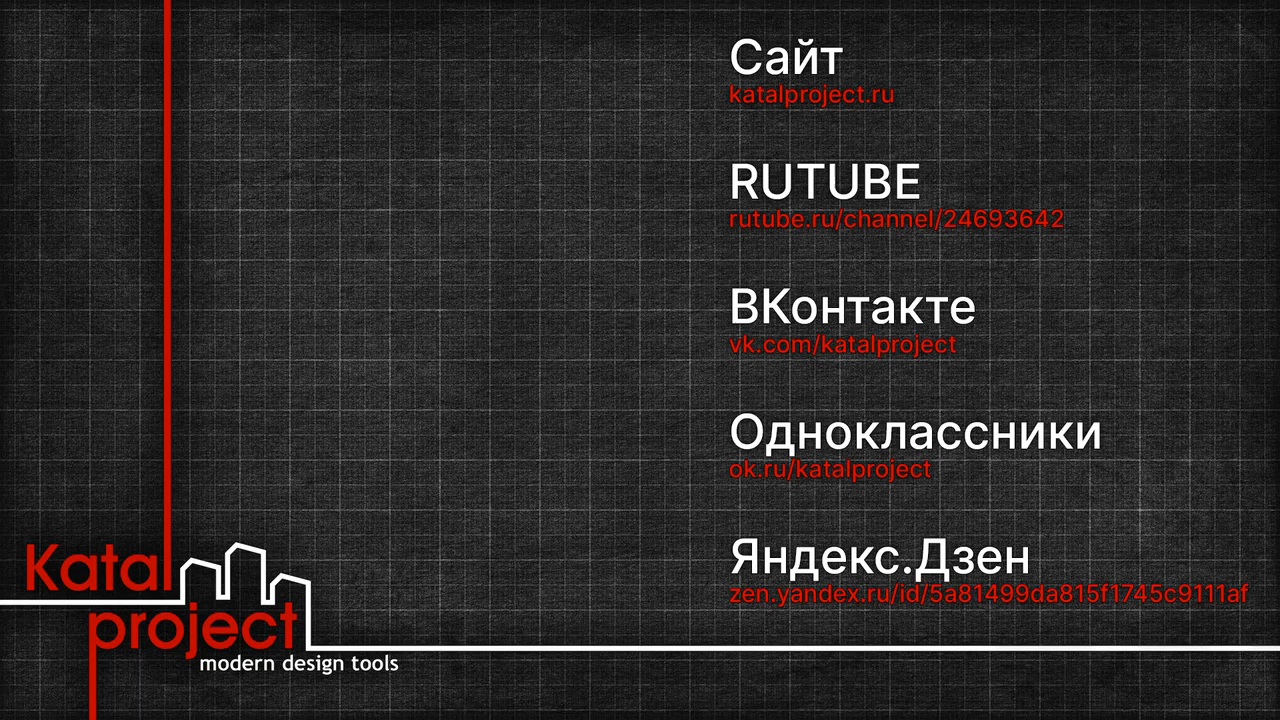 Сайт
katalproject.ru
RUTUBE
rutube.ru/channel/24693642
ВКонтакте
vk.com/katalproject
Одноклассники
ok.ru/katalproject
Яндекс.Дзен
zen.yandex.ru/id/5a81499da815f1745c9111af
Katal
project
modern design tools